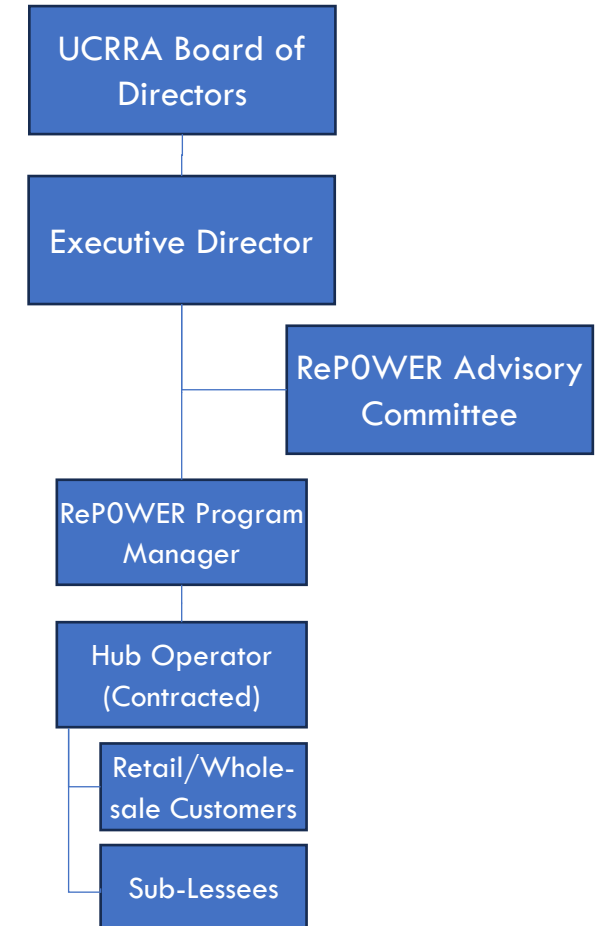 UCRRA Board of
Directors
Executive Director
ReP0WER Advisory
Committee
ReP0WER Program
Manager
Hub Operator
(Contracted)
Retail/Whole-
sale Customers
Sub-Lessees